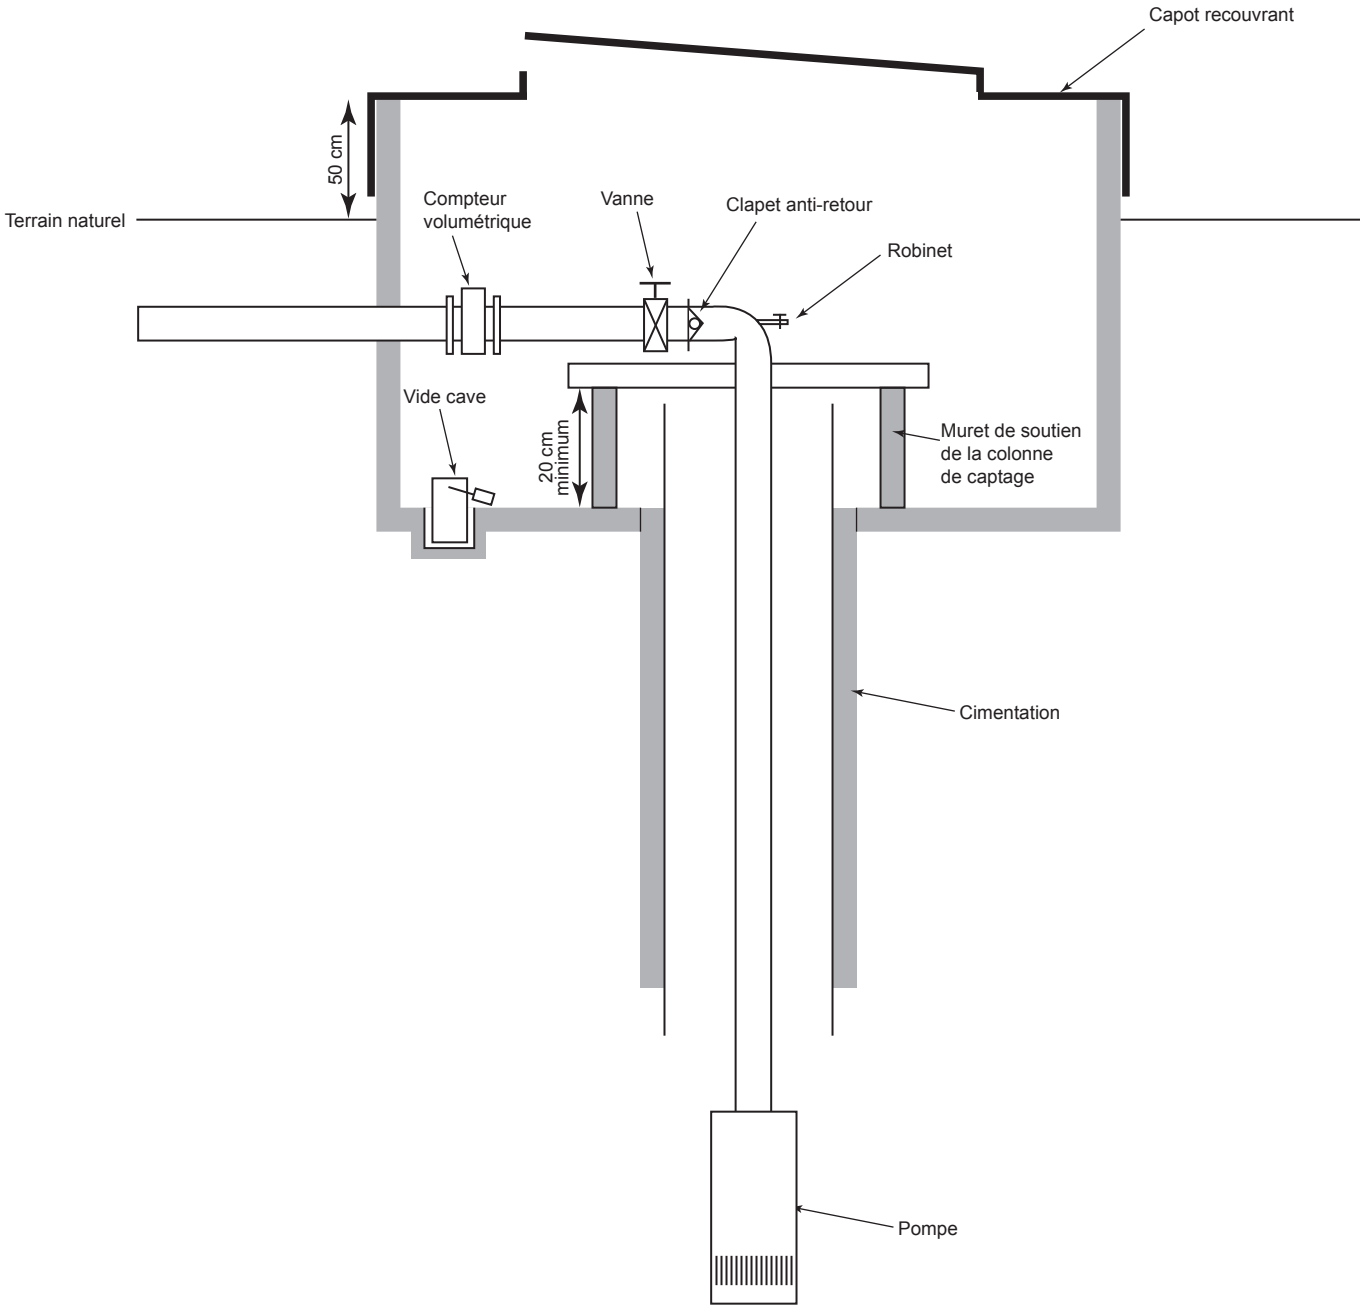 Capot recouvrant
50 cm
Terrain naturel
Compteur
volumétrique
Vanne
Clapet anti-retour
Robinet
Vide cave
20 cm
minimum
Muret de soutien
de la colonne
de captage
Cimentation
Pompe